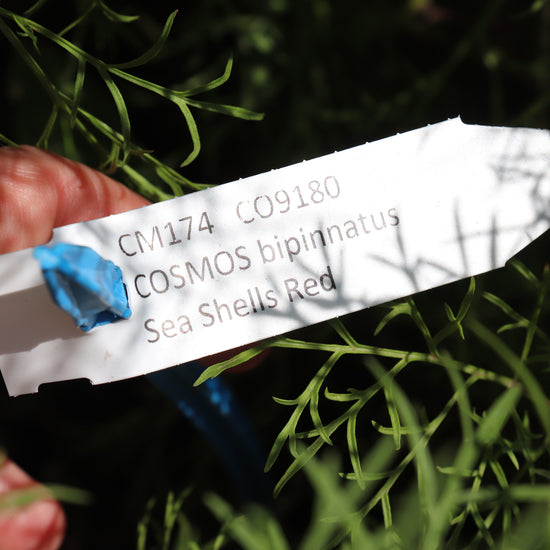 CM174 CO9180
COSMOS bipinnatus
Sea Shells Red